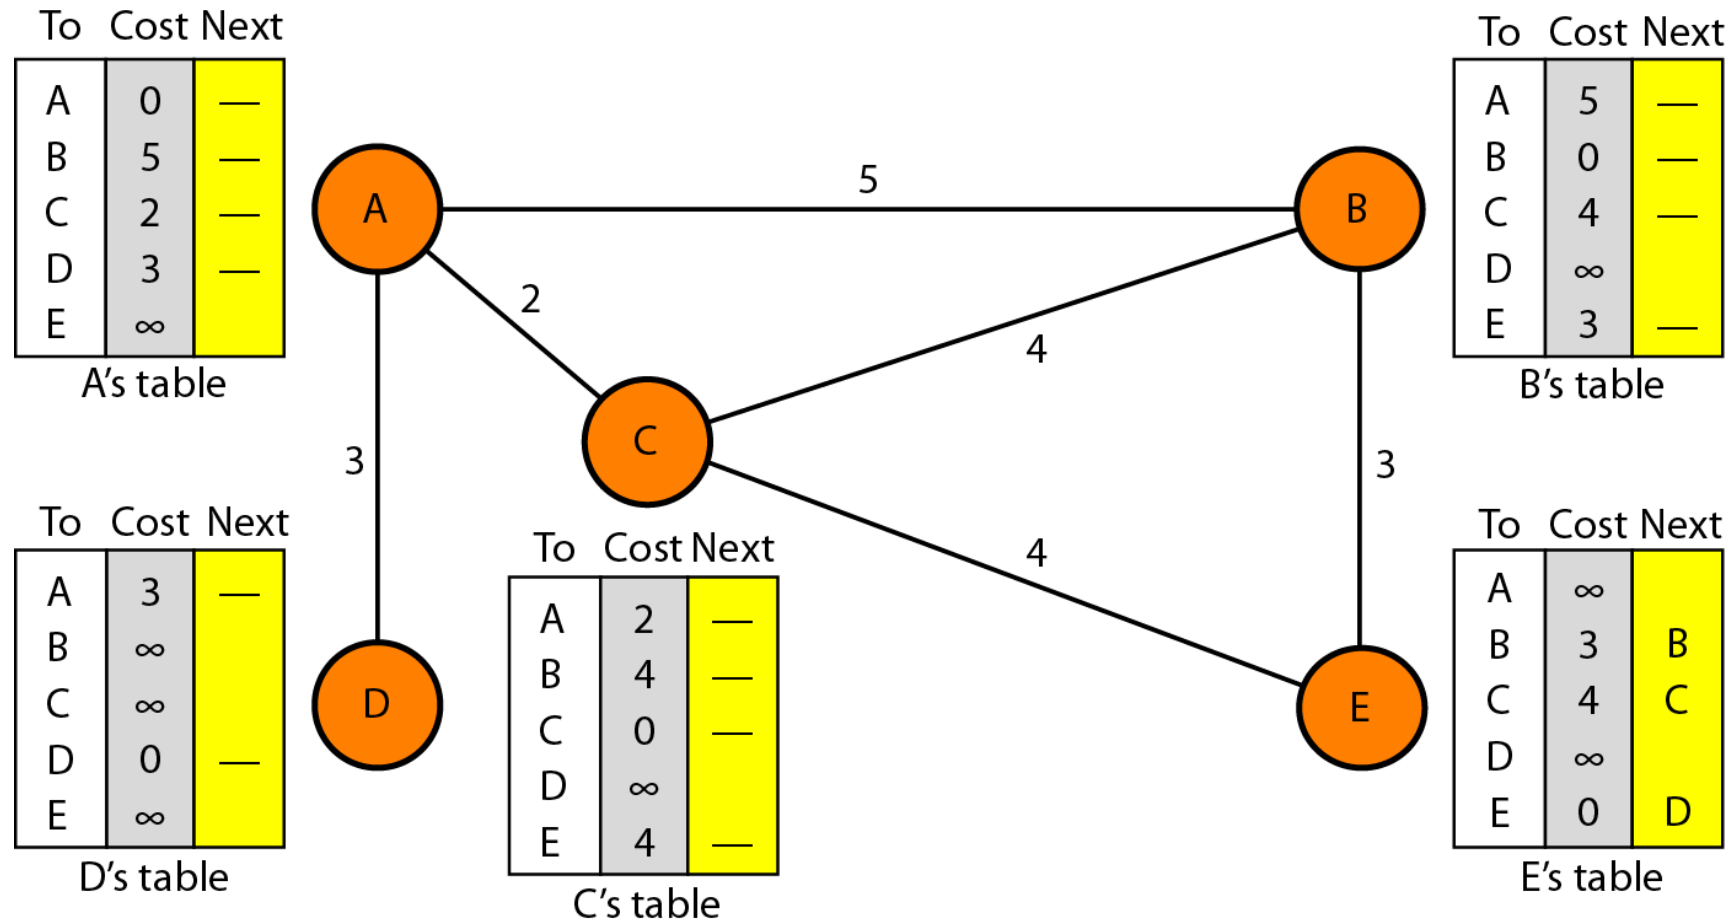 To Cost Next
A 0 —
B 5 —
C 2 —
D 3 —
E ∞
A’s table
To Cost Next
A 5 —
B 0 —
C 4 —
D ∞
E 3 —
B’s table
A
5
B
2
4
C
3
3
4
D
E
To Cost Next
A 3 —
B ∞
C ∞
D 0 —
E ∞
D’s table
To Cost Next
A 2 —
B 4 —
C 0 —
D ∞
E 4 —
C’s table
To Cost Next
A ∞
B 3 B
C 4 C
D ∞
E 0 D
E’s table